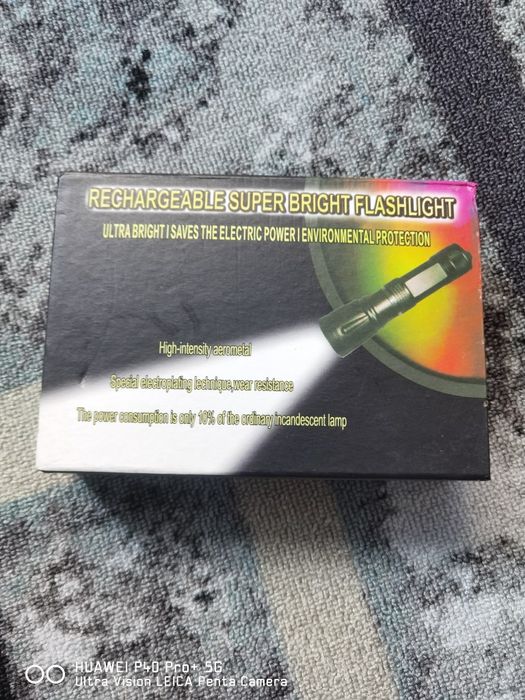 RECHARGEABLE SUPER BRIGHT FLASHLIGHT
ULTRA BRIGHT I SAVES THE ELECTRIC POWER I ENVIRONMENTAL PROTECTION
High-intensity aerometal
Special electroplating technique,wear resistance
The power consumption is only 10% of the ordinary incandescent lamp
HUAWEI P40 Pro+ 5G
Ultra Vision LEICA Penta Camera